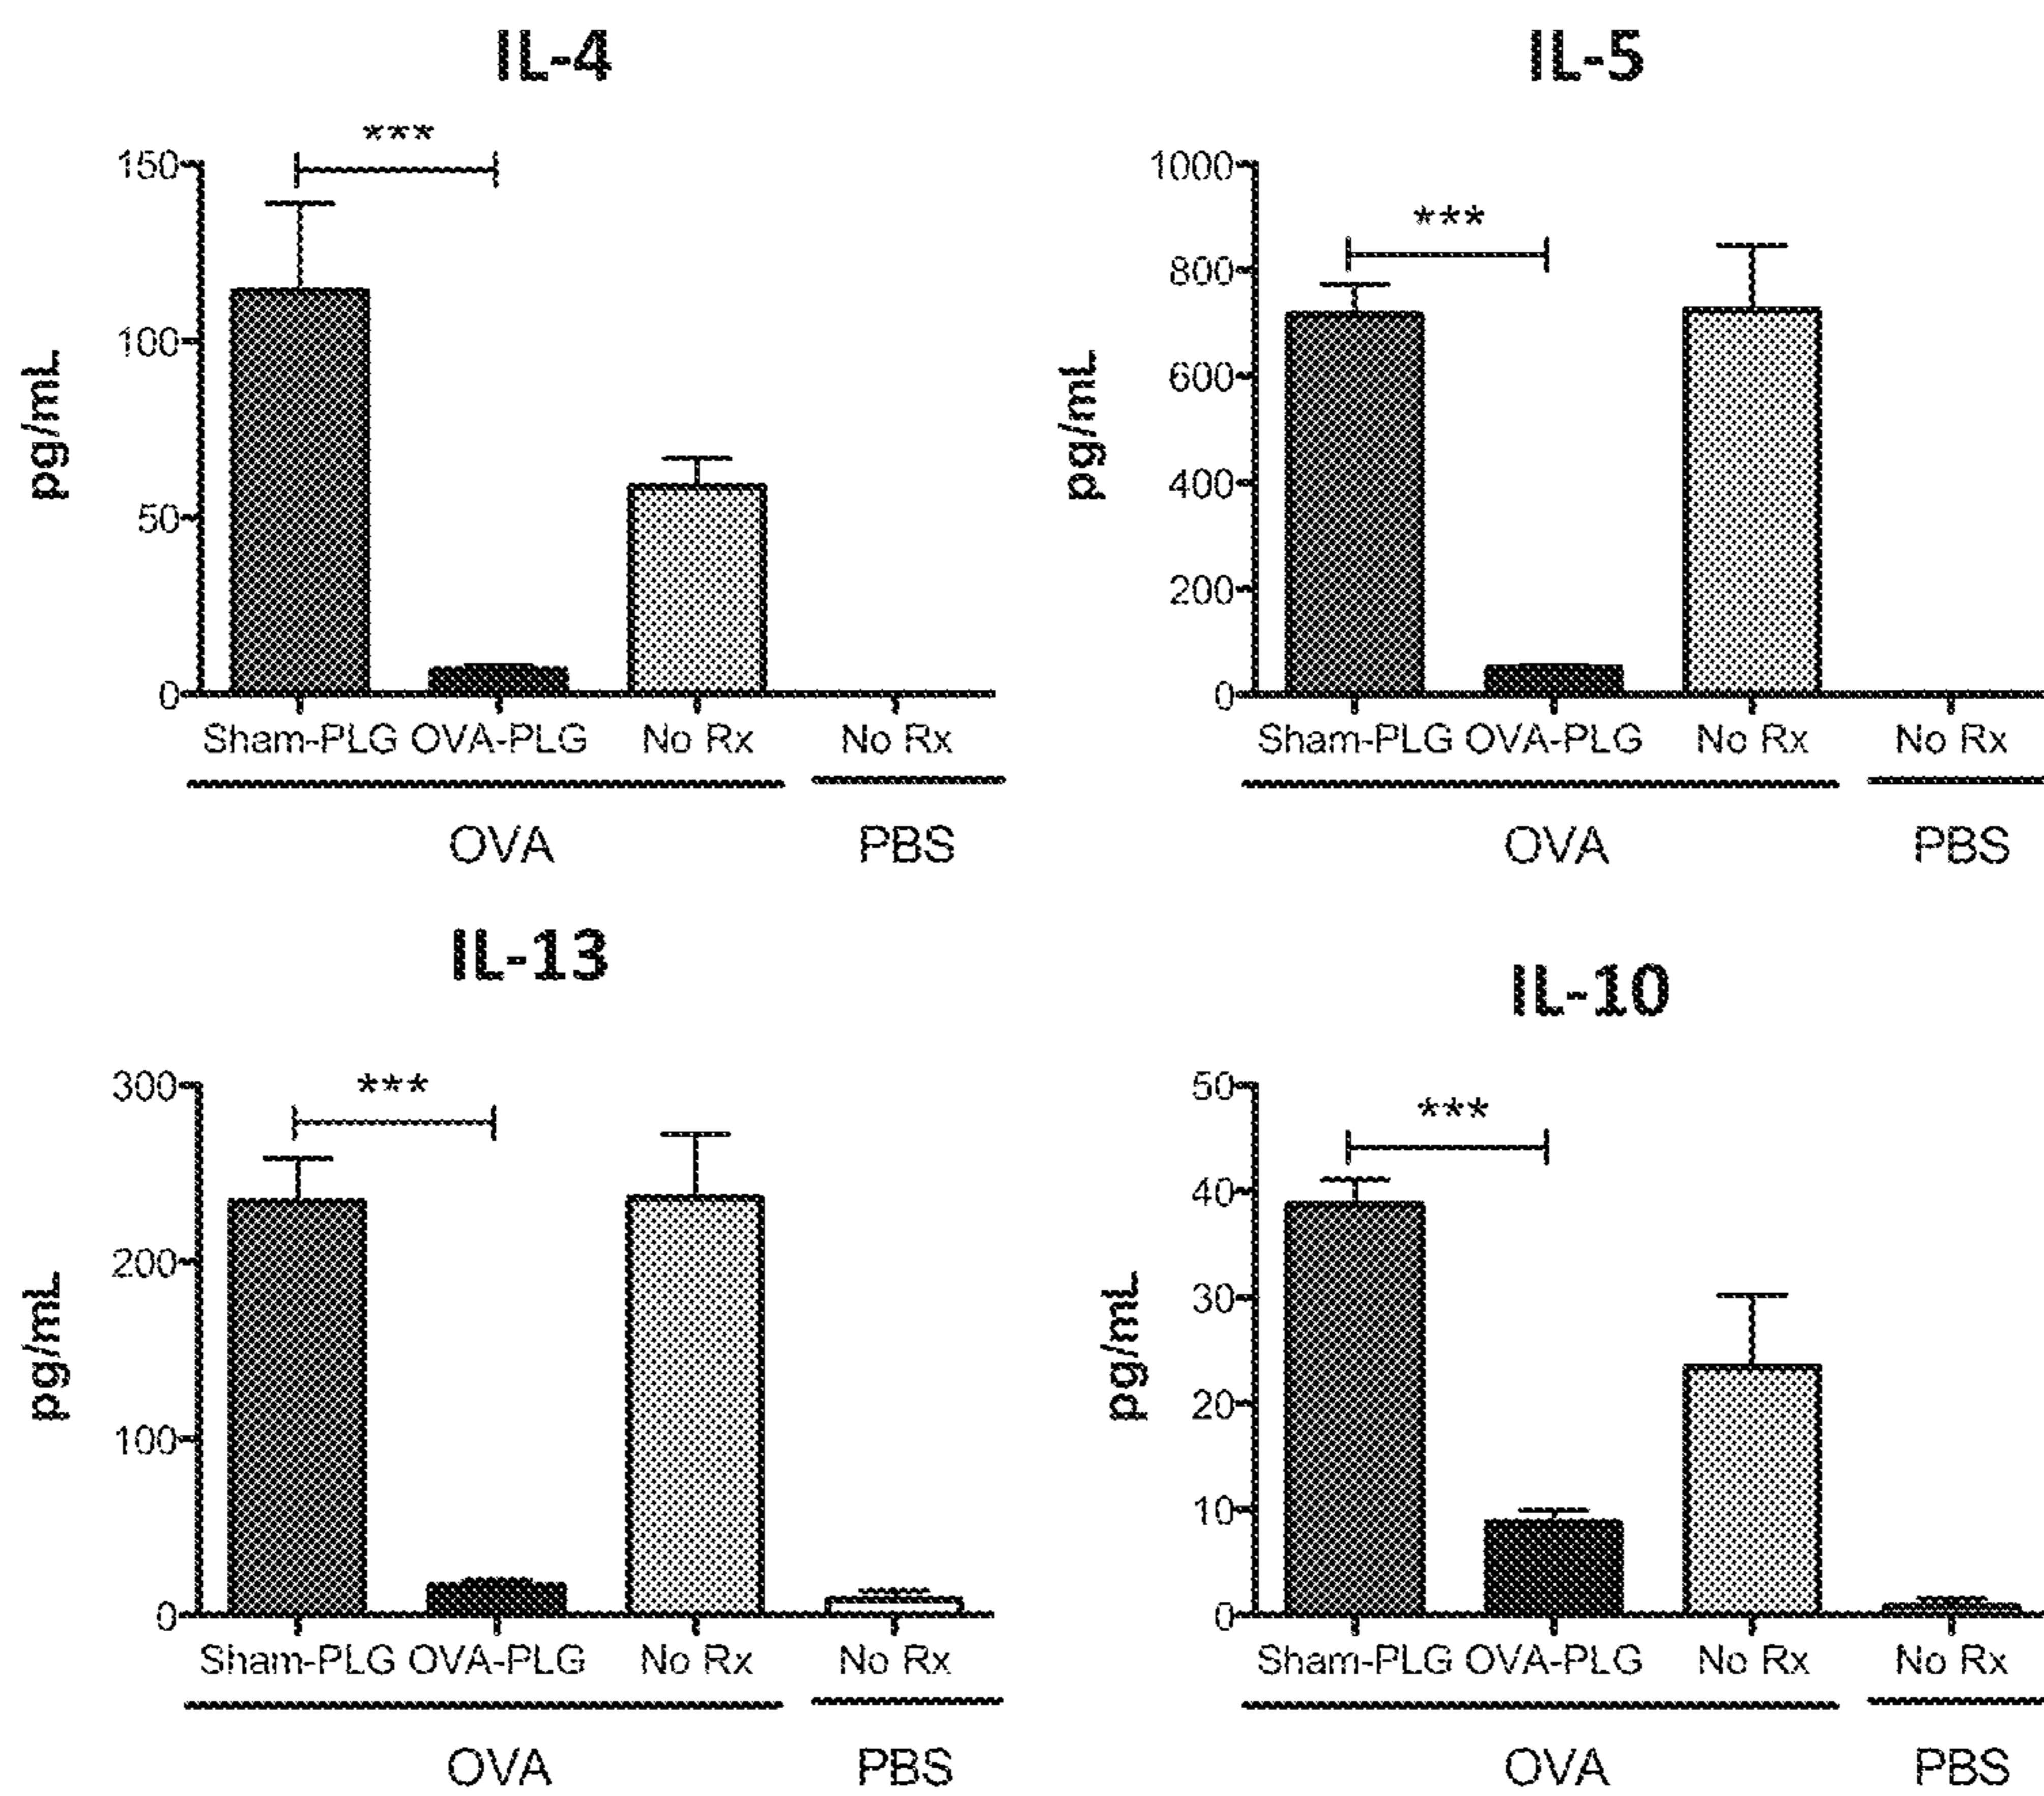 IL-4
***
150
100
50
0
pg/mL
Sham-PLG OVA-PLG No Rx No Rx
OVA PBS
IL-5
***
1000
800
600
400
200
0
pg/mL
Sham-PLG OVA-PLG No Rx No Rx
OVA PBS
IL-13
***
300
200
100
0
pg/mL
Sham-PLG OVA-PLG No Rx No Rx
OVA PBS
IL-10
***
50
40
30
20
10
0
pg/mL
Sham-PLG OVA-PLG No Rx No Rx
OVA PBS